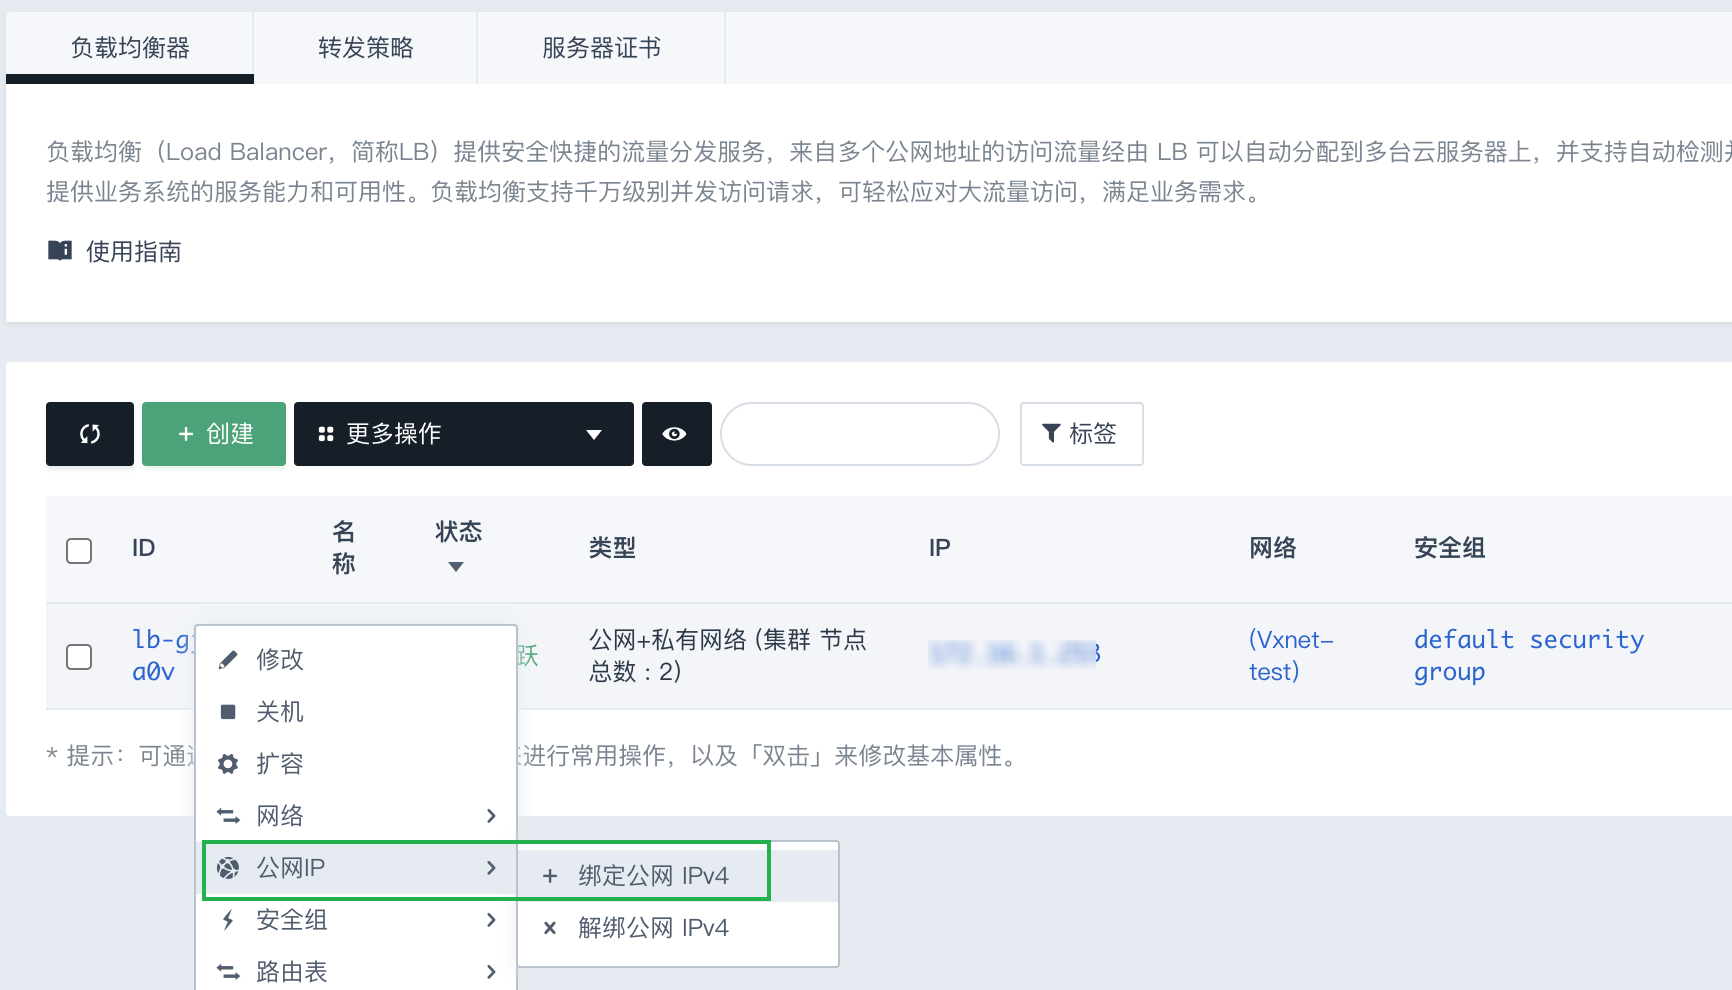 负载均衡器
转发策略
服务器证书
负载均衡（Load Balancer，简称LB）提供安全快捷的流量分发服务，来自多个公网地址的访问流量经由 LB 可以自动分配到多台云服务器上，并支持自动检测
提供业务系统的服务能力和可用性。负载均衡支持千万级别并发访问请求，可轻松应对大流量访问，满足业务需求。
使用指南
+ 创建
更多操作
标签
ID
名
称
状态
类型
IP
网络
安全组
lb-g
a0v
跃
公网+私有网络 (集群 节点
总数：2)
(Vxnet-
test)
default security
group
* 提示：可通
进行常用操作，以及「双击」来修改基本属性。
修改
关机
扩容
网络
公网IP
+ 绑定公网 IPv4
× 解绑公网 IPv4
安全组
路由表